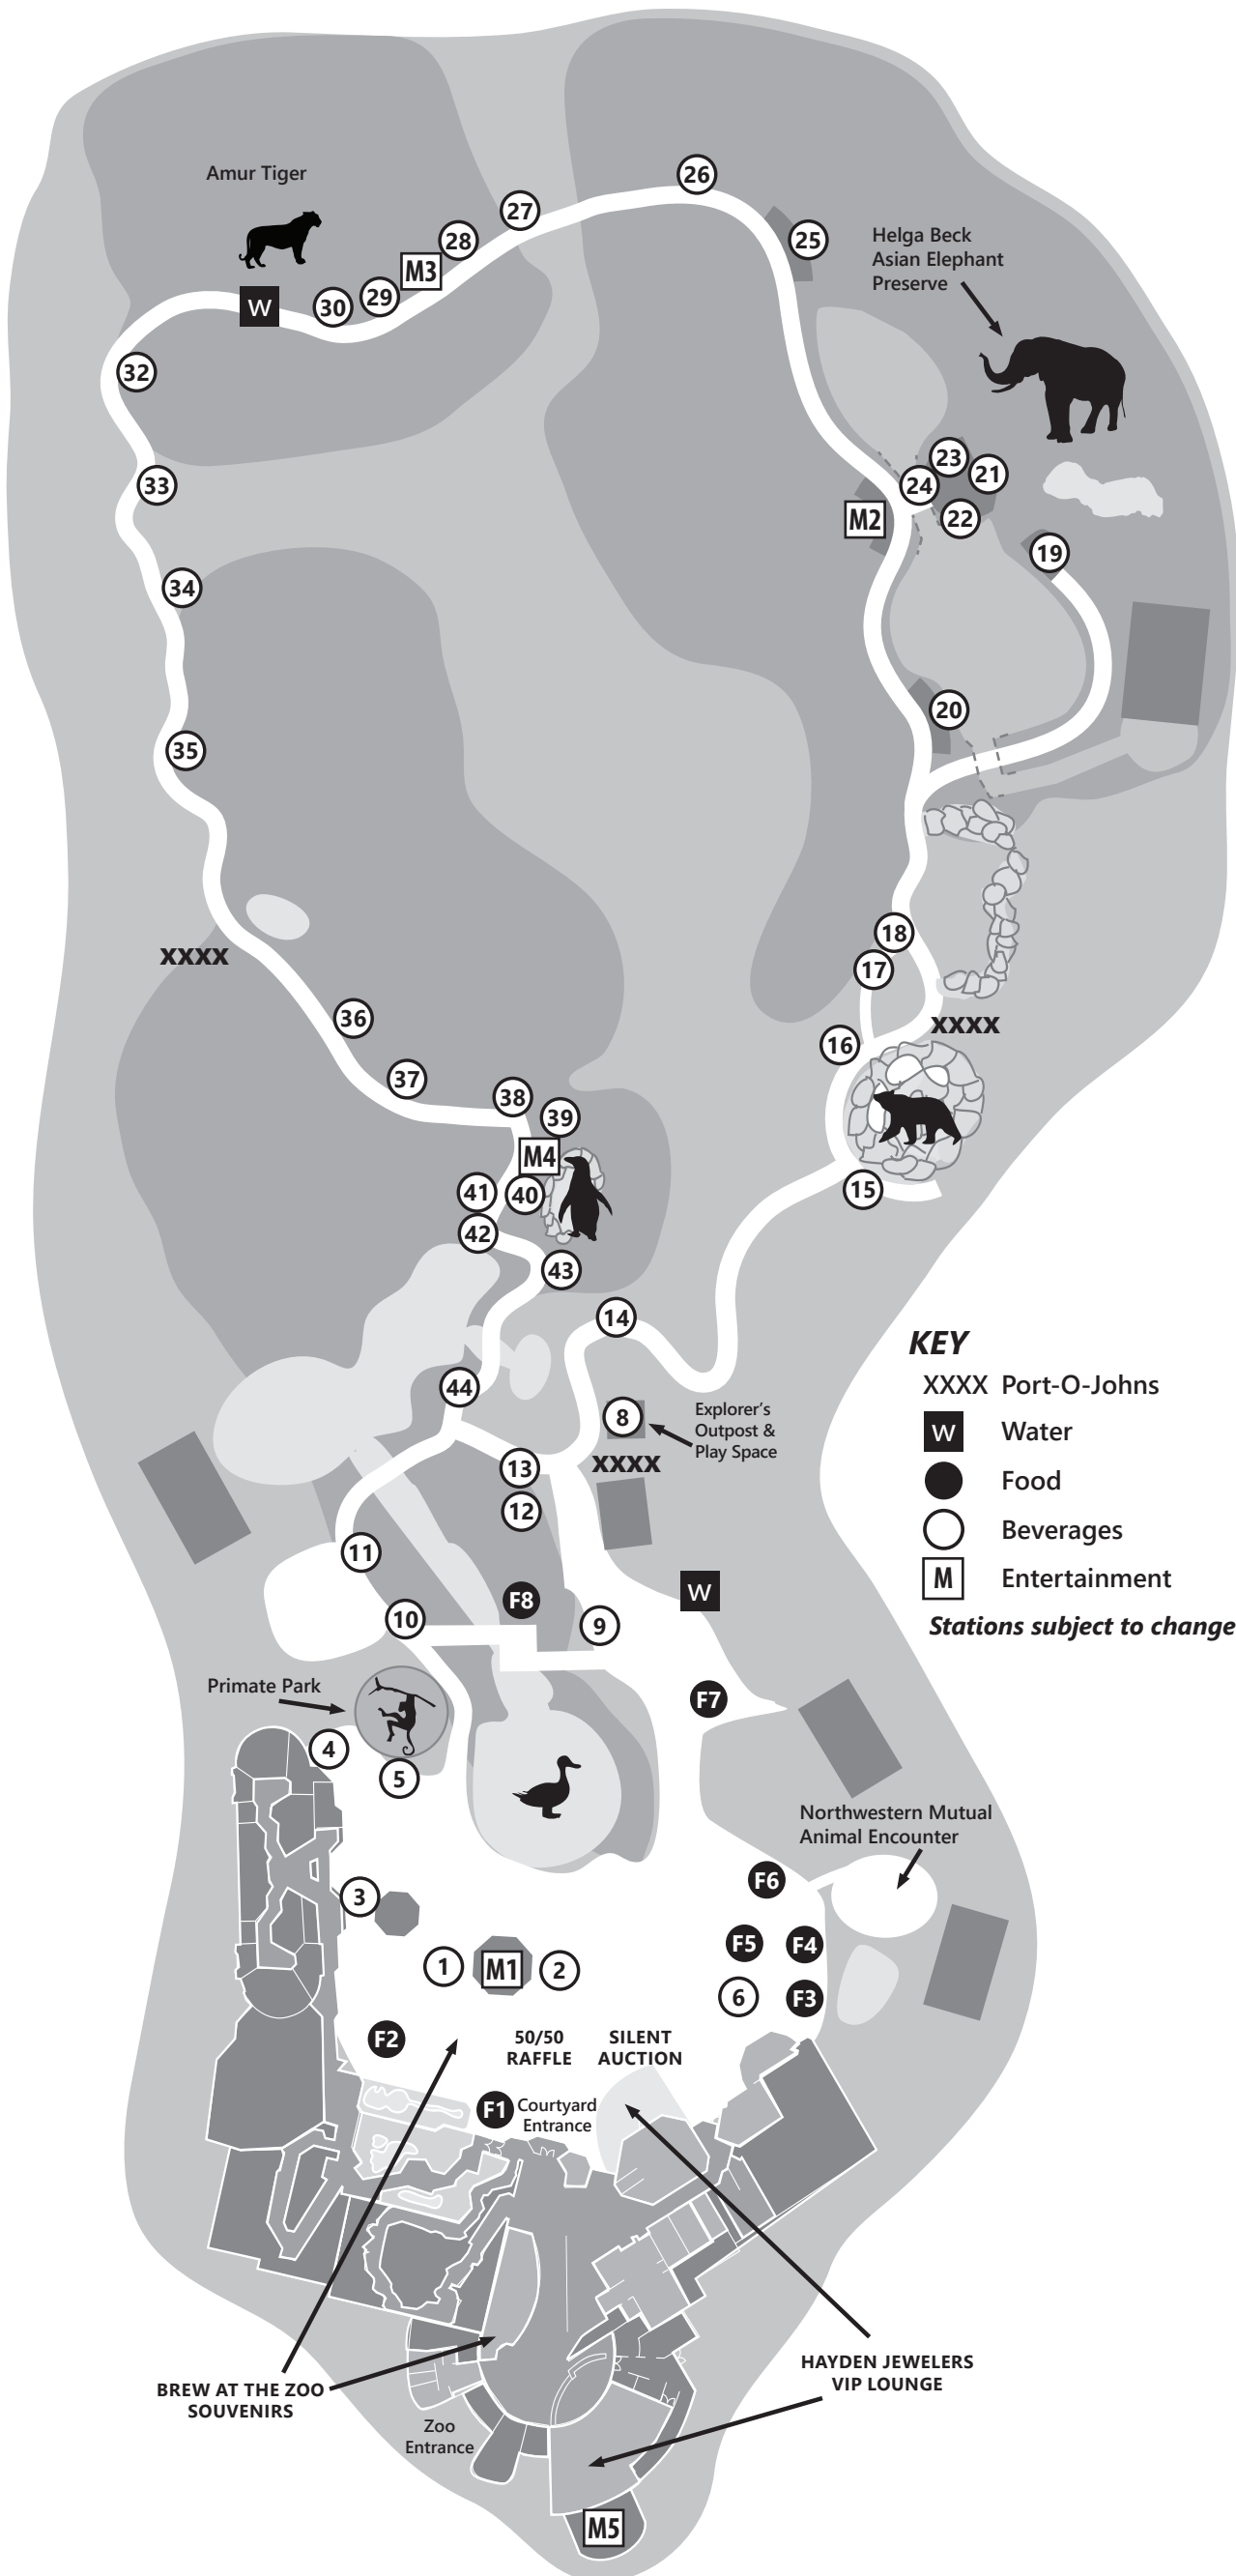 Amur Tiger
26
27
28
25
M3
Helga Beck
Asian Elephant
Preserve
W
30
29
32
23
24
21
33
M2
22
19
34
20
35
18
XXXX
17
36
XXXX
16
37
38
39
M4
41
40
15
42
43
14
KEY
XXXX Port-O-Johns
W Water
Food
Beverages
M Entertainment
Stations subject to change
44
8
Explorer's
Outpost &
Play Space
13
XXXX
12
11
W
F8
10
9
Primate Park
F7
4
5
Northwestern Mutual
Animal Encounter
F6
3
F5
F4
1
M1
2
6
F3
F2
50/50
RAFFLE
SILENT
AUCTION
F1
Courtyard
Entrance
BREW AT THE ZOO
SOUVENIRS
HAYDEN JEWELERS
VIP LOUNGE
Zoo
Entrance
M5